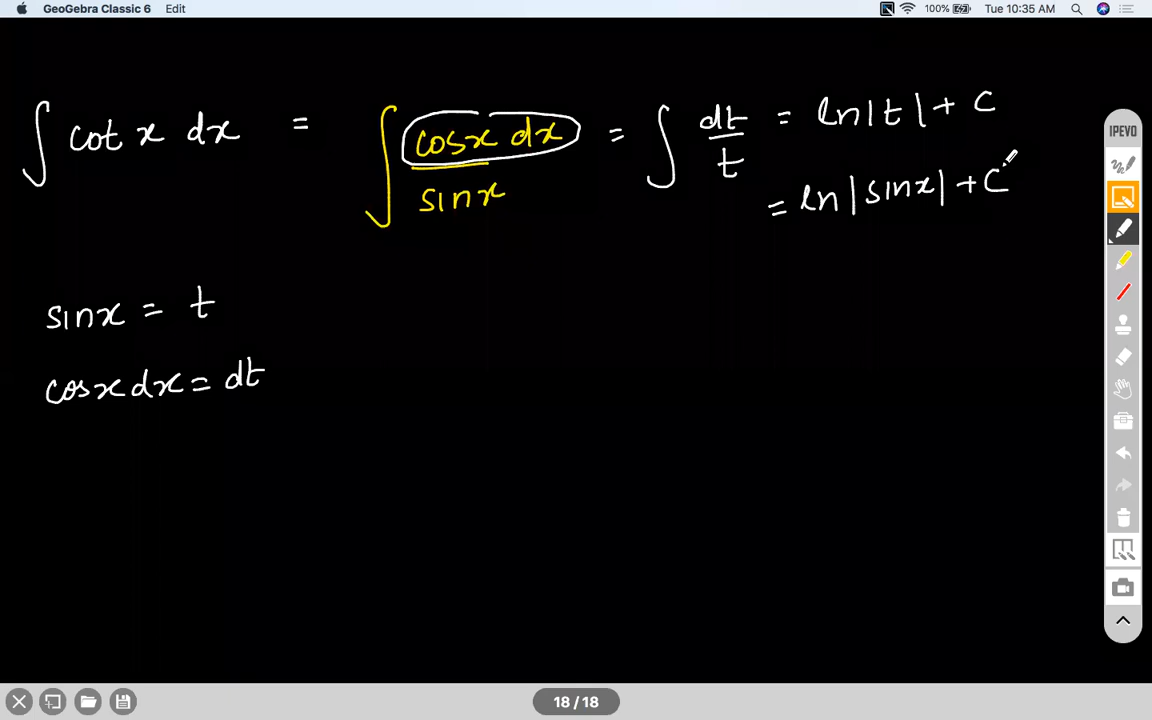 GeoGebra Classic 6 Edit 100% Tue 10:35 AM
∫ cot x dx = ∫ cosx dx / sinx = ∫ dt / t = ln|t| + c
= ln|sinx| + c
sinx = t
cosx dx = dt
IPEVO
18 / 18